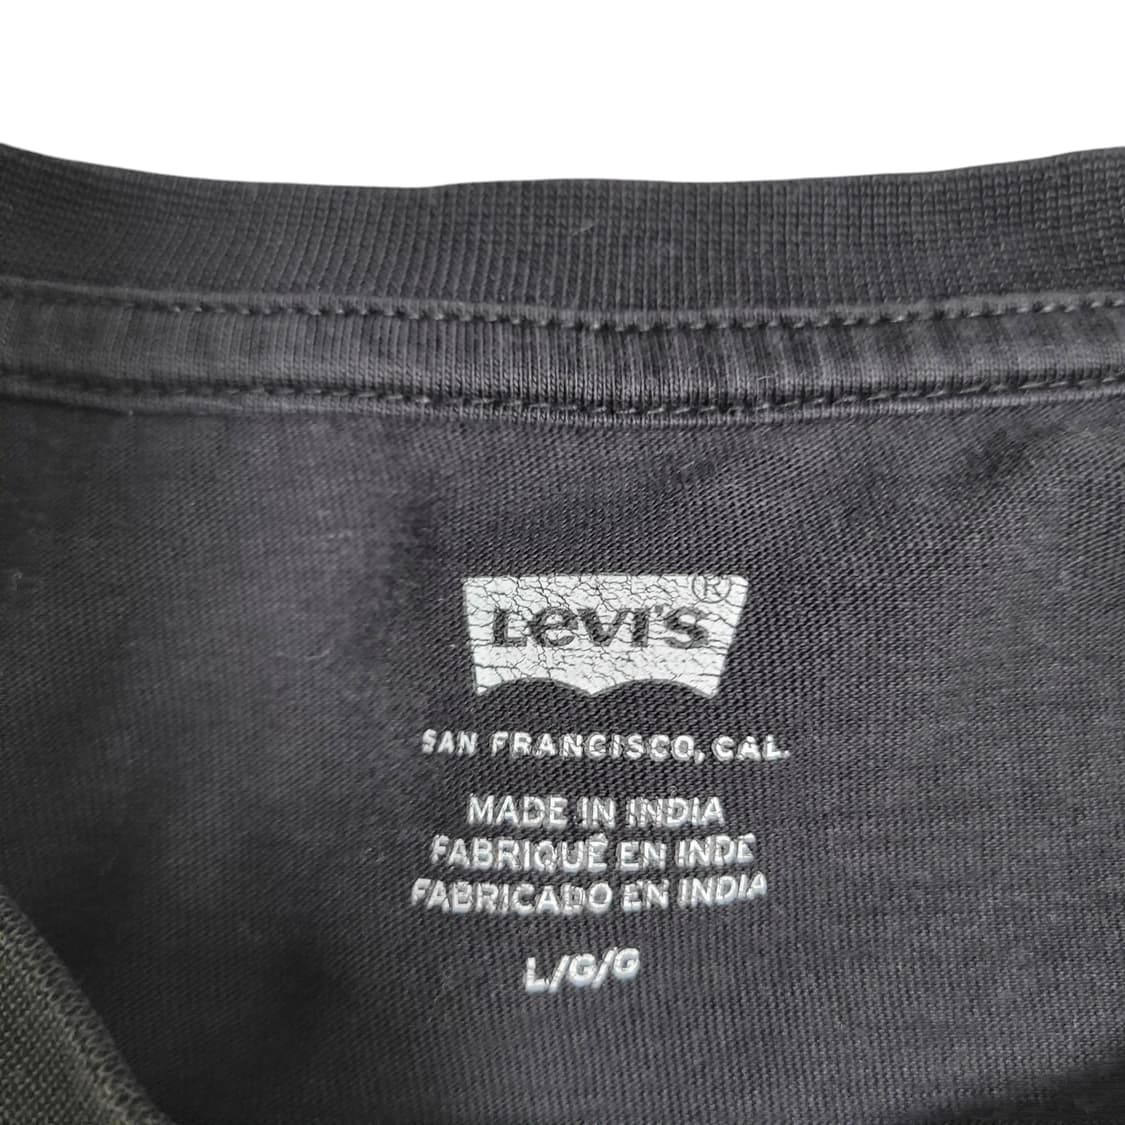 Levi's ®
SAN FRANCISCO, CAL.
MADE IN INDIA
FABRIQUÉ EN INDE
FABRICADO EN INDIA
L/G/G